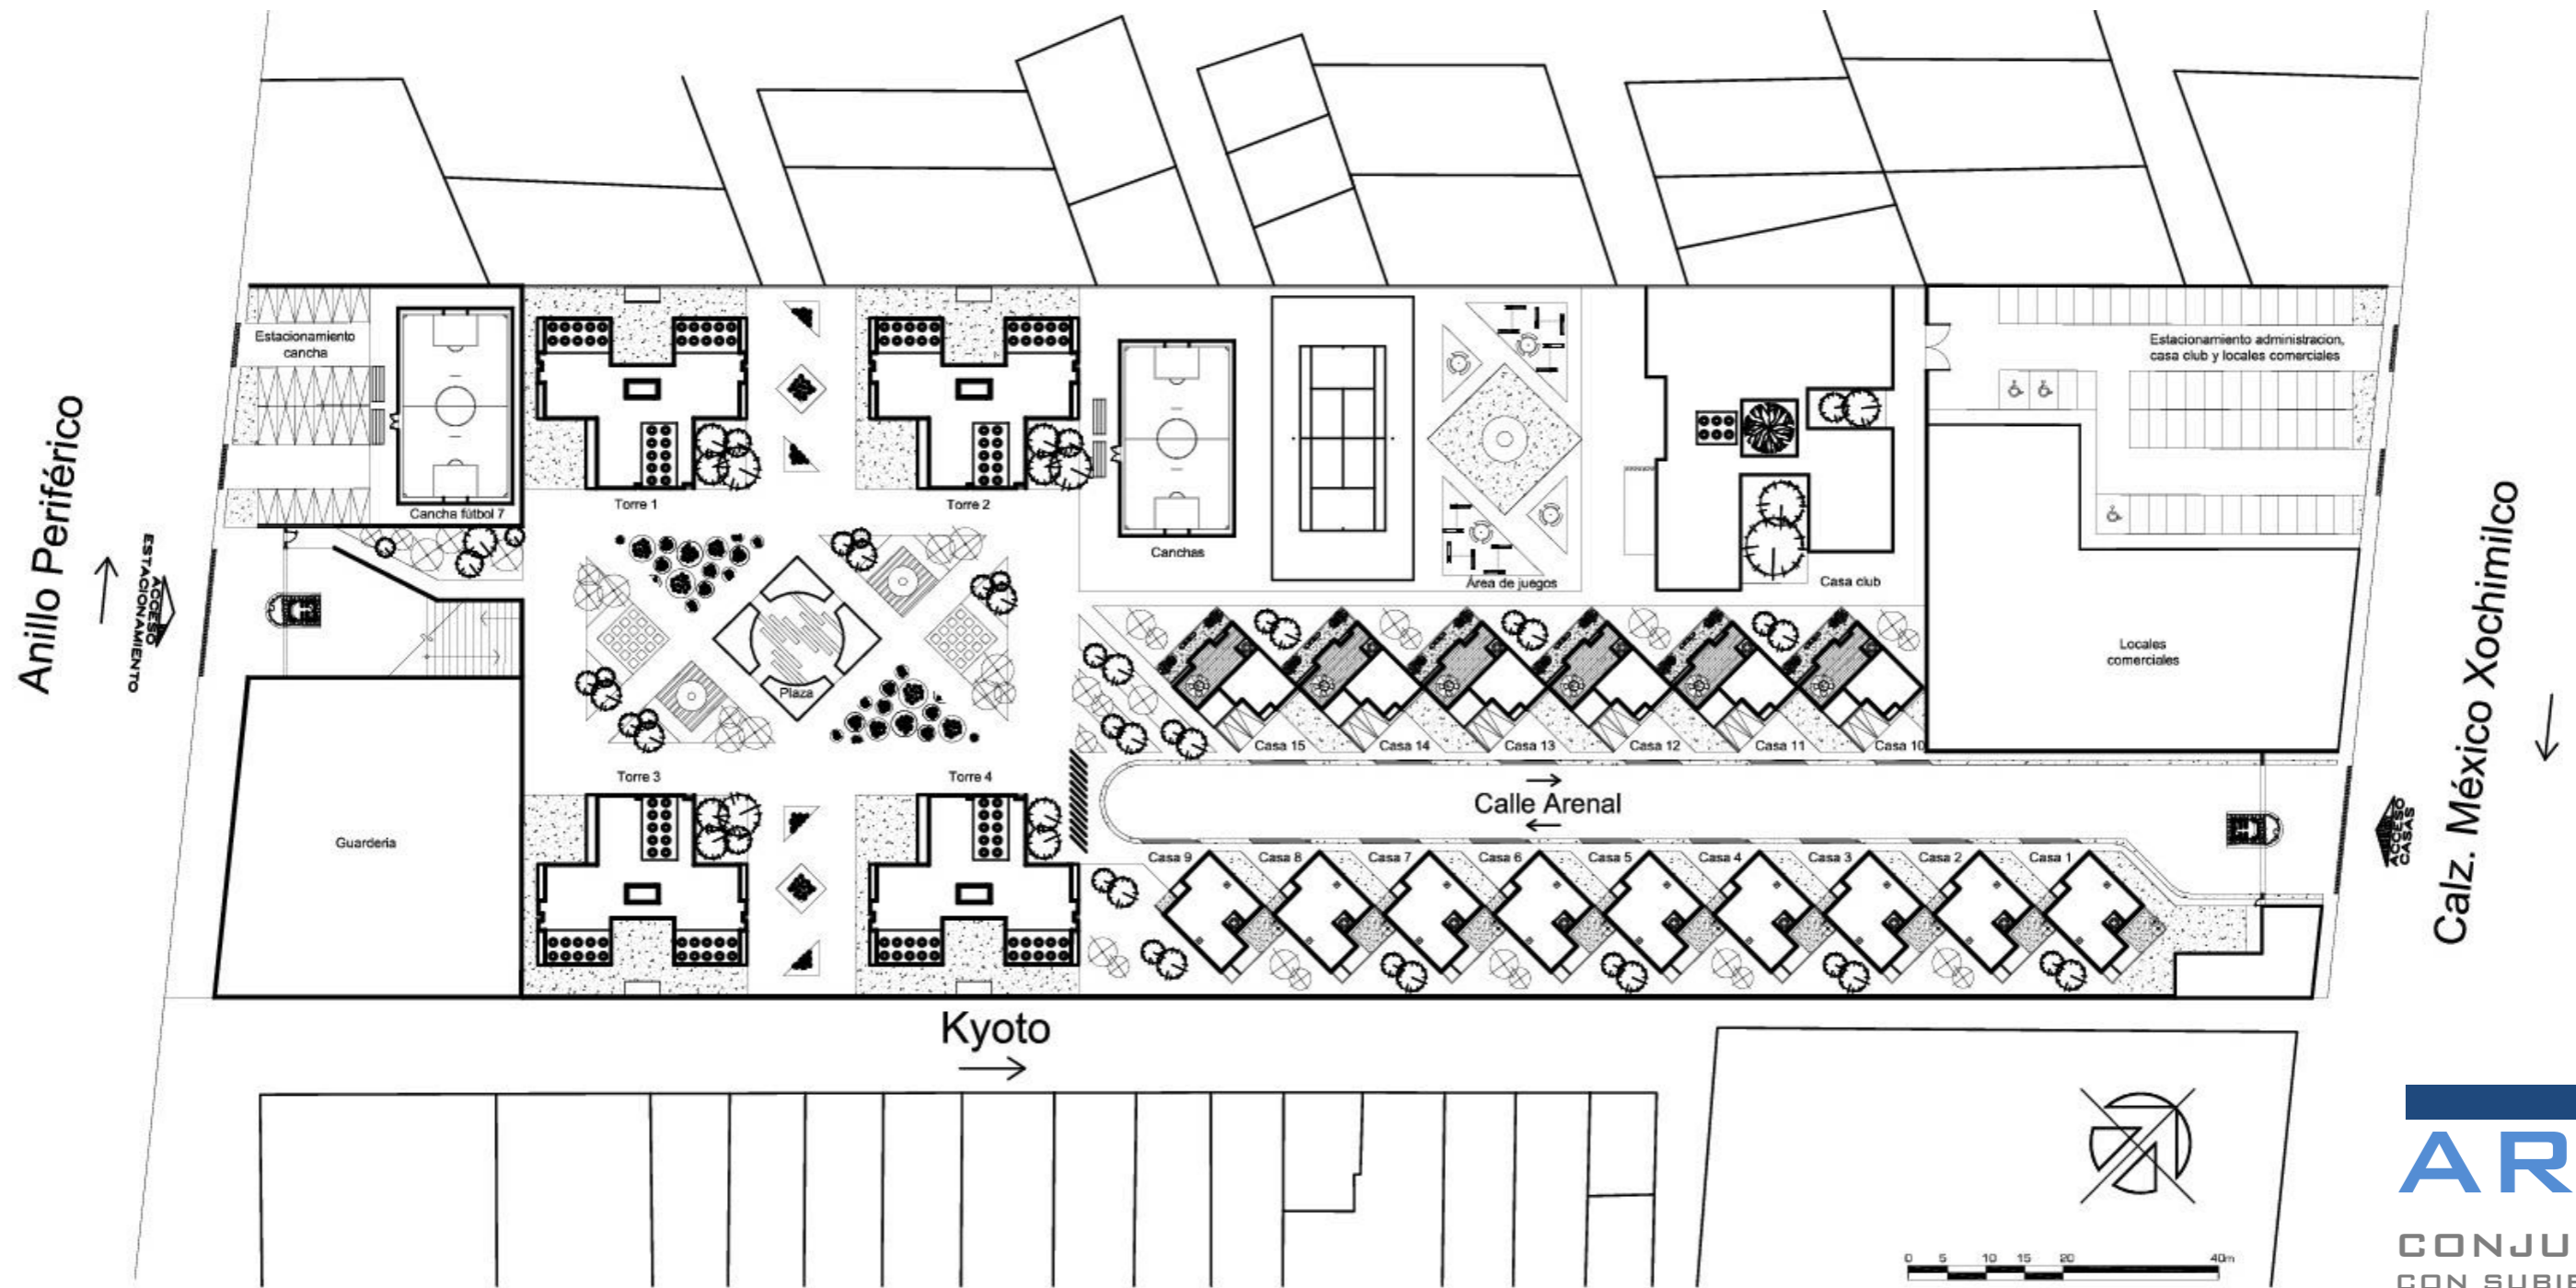 Estacionamiento
cancha
Cancha fútbol 7
Torre 1
Torre 2
Canchas
Área de juegos
Casa club
Estacionamiento administracion,
casa club y locales comerciales
Anillo Periférico
ACCESO
ESTACIONAMIENTO
Plaza
Locales
comerciales
Calz. México Xochimilco
Casa 15
Casa 14
Casa 13
Casa 12
Casa 11
Casa 10
Torre 3
Torre 4
Calle Arenal
ACCESO
CASAS
Guarderia
Casa 9
Casa 8
Casa 7
Casa 6
Casa 5
Casa 4
Casa 3
Casa 2
Casa 1
Kyoto
AR
CONJU
0 5 10 15 20 40m